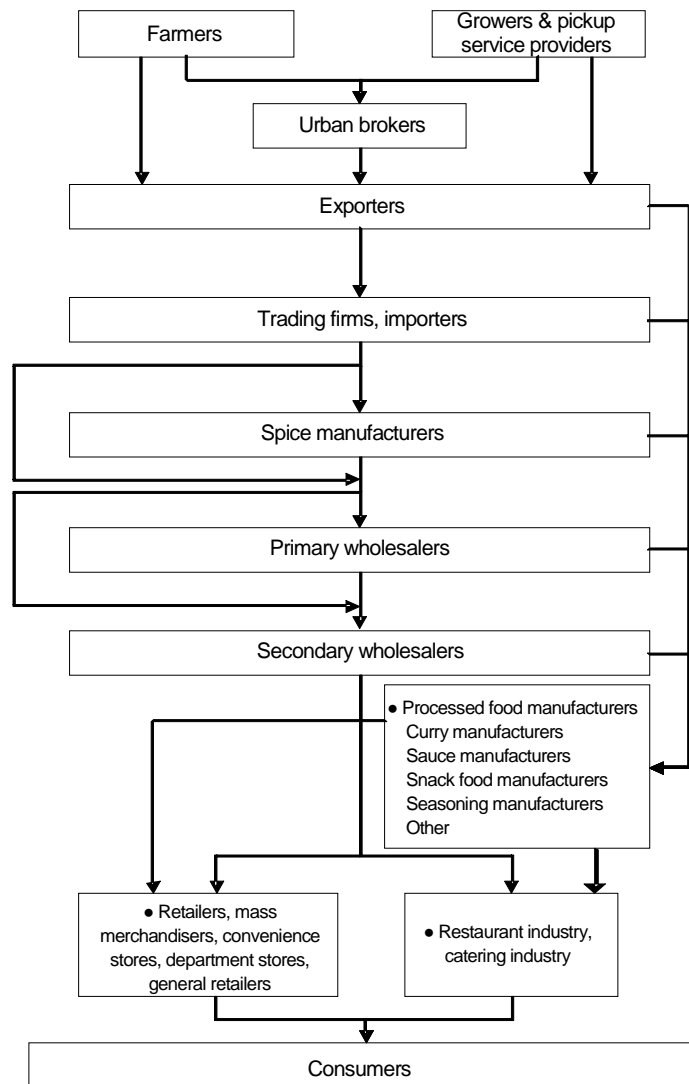 Farmers
Growers & pickup
service providers
Urban brokers
Exporters
Trading firms, importers
Spice manufacturers
Primary wholesalers
Secondary wholesalers
● Processed food manufacturers
Curry manufacturers
Sauce manufacturers
Snack food manufacturers
Seasoning manufacturers
Other
● Retailers, mass
merchandisers, convenience
stores, department stores,
general retailers
● Restaurant industry,
catering industry
Consumers